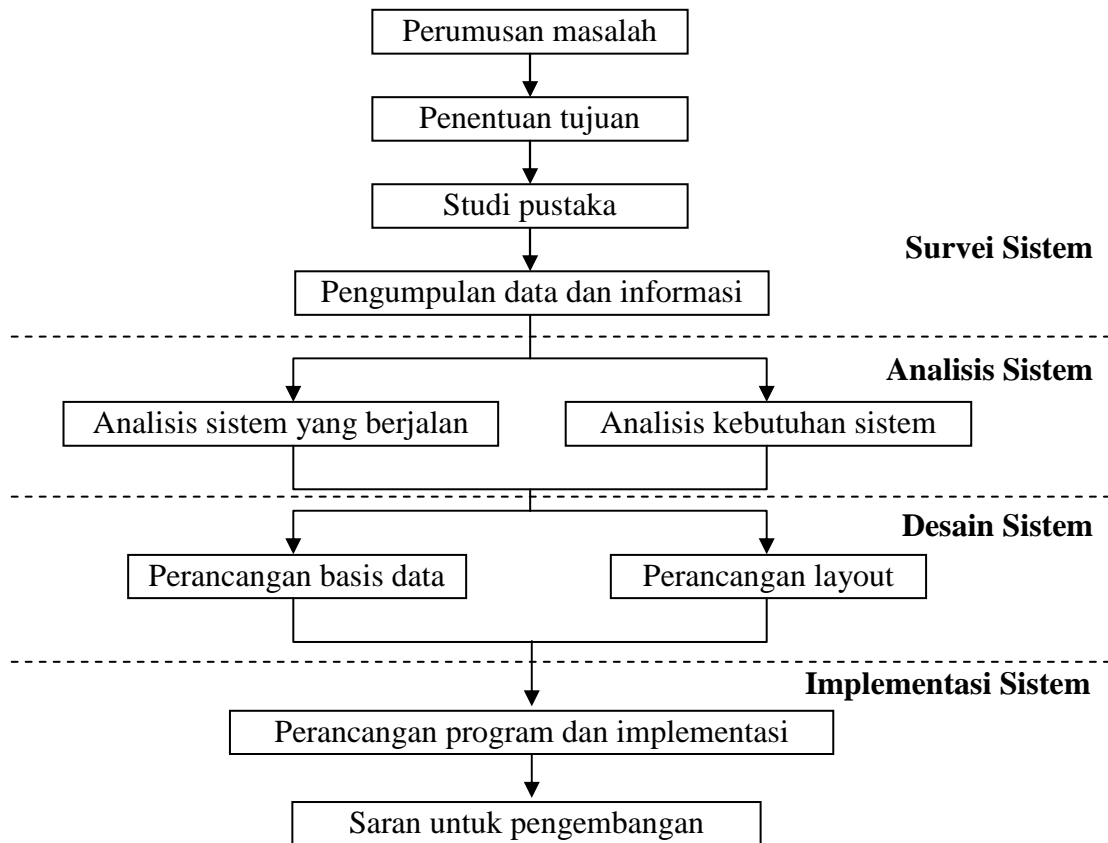 Perumusan masalah
Penentuan tujuan
Studi pustaka
Survei Sistem
Pengumpulan data dan informasi
Analisis Sistem
Analisis sistem yang berjalan
Analisis kebutuhan sistem
Desain Sistem
Perancangan basis data
Perancangan layout
Implementasi Sistem
Perancangan program dan implementasi
Saran untuk pengembangan